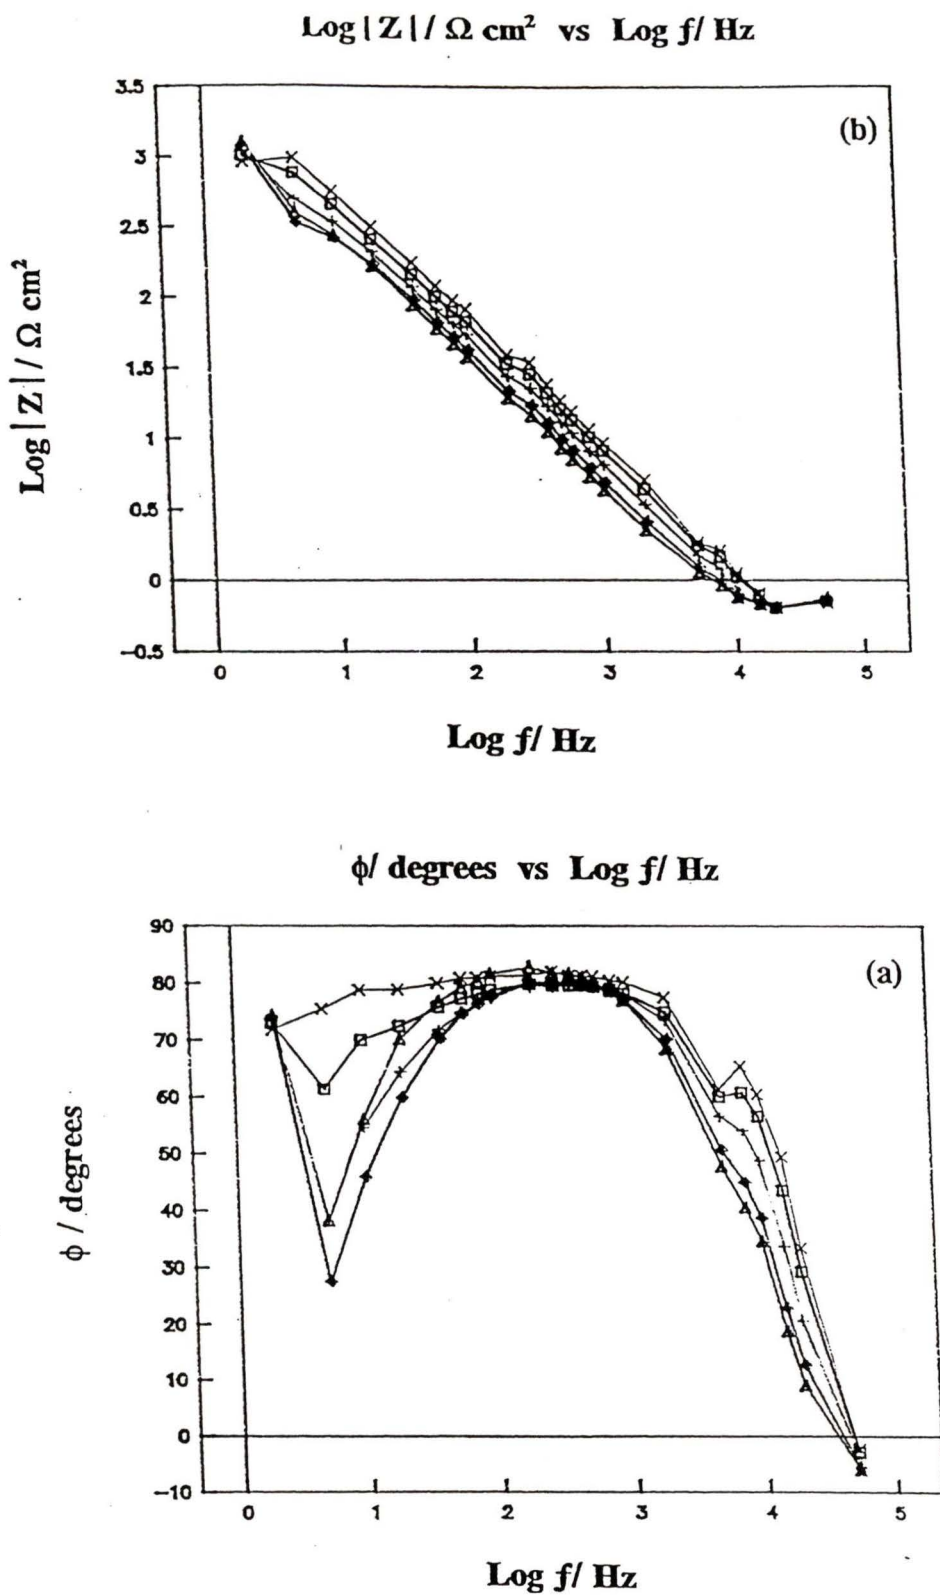 Log | Z | / Ω cm² vs Log ƒ/ Hz
(b)
3.5
3
2.5
2
1.5
1
0.5
0
−0.5
Log | Z | / Ω cm²
0 1 2 3 4 5
Log ƒ/ Hz
ϕ/ degrees vs Log ƒ/ Hz
(a)
90
80
70
60
50
40
30
20
10
0
−10
ϕ / degrees
0 1 2 3 4 5
Log ƒ/ Hz